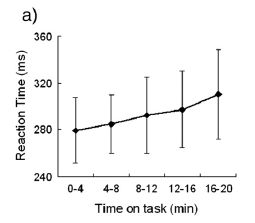 a)
360
320
280
240
Reaction Time (ms)
0-4 4-8 8-12 12-16 16-20
Time on task (min)